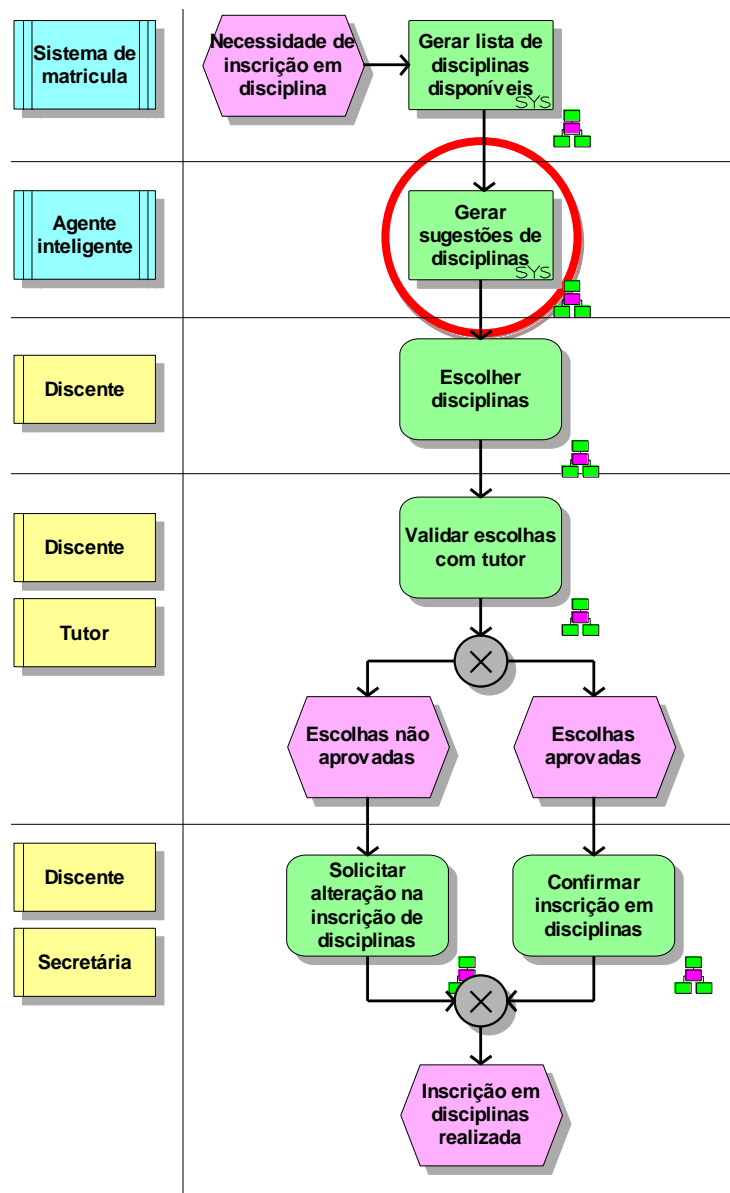 Sistema de
matricula
Necessidade de
inscrição em
disciplina
Gerar lista de
disciplinas
disponíveis
SYS
Agente
inteligente
Gerar
sugestões de
disciplinas
SYS
Discente
Escolher
disciplinas
Discente
Tutor
Validar escolhas
com tutor
Escolhas não
aprovadas
Escolhas
aprovadas
Discente
Secretária
Solicitar
alteração na
inscrição de
disciplinas
Confirmar
inscrição em
disciplinas
Inscrição em
disciplinas
realizada